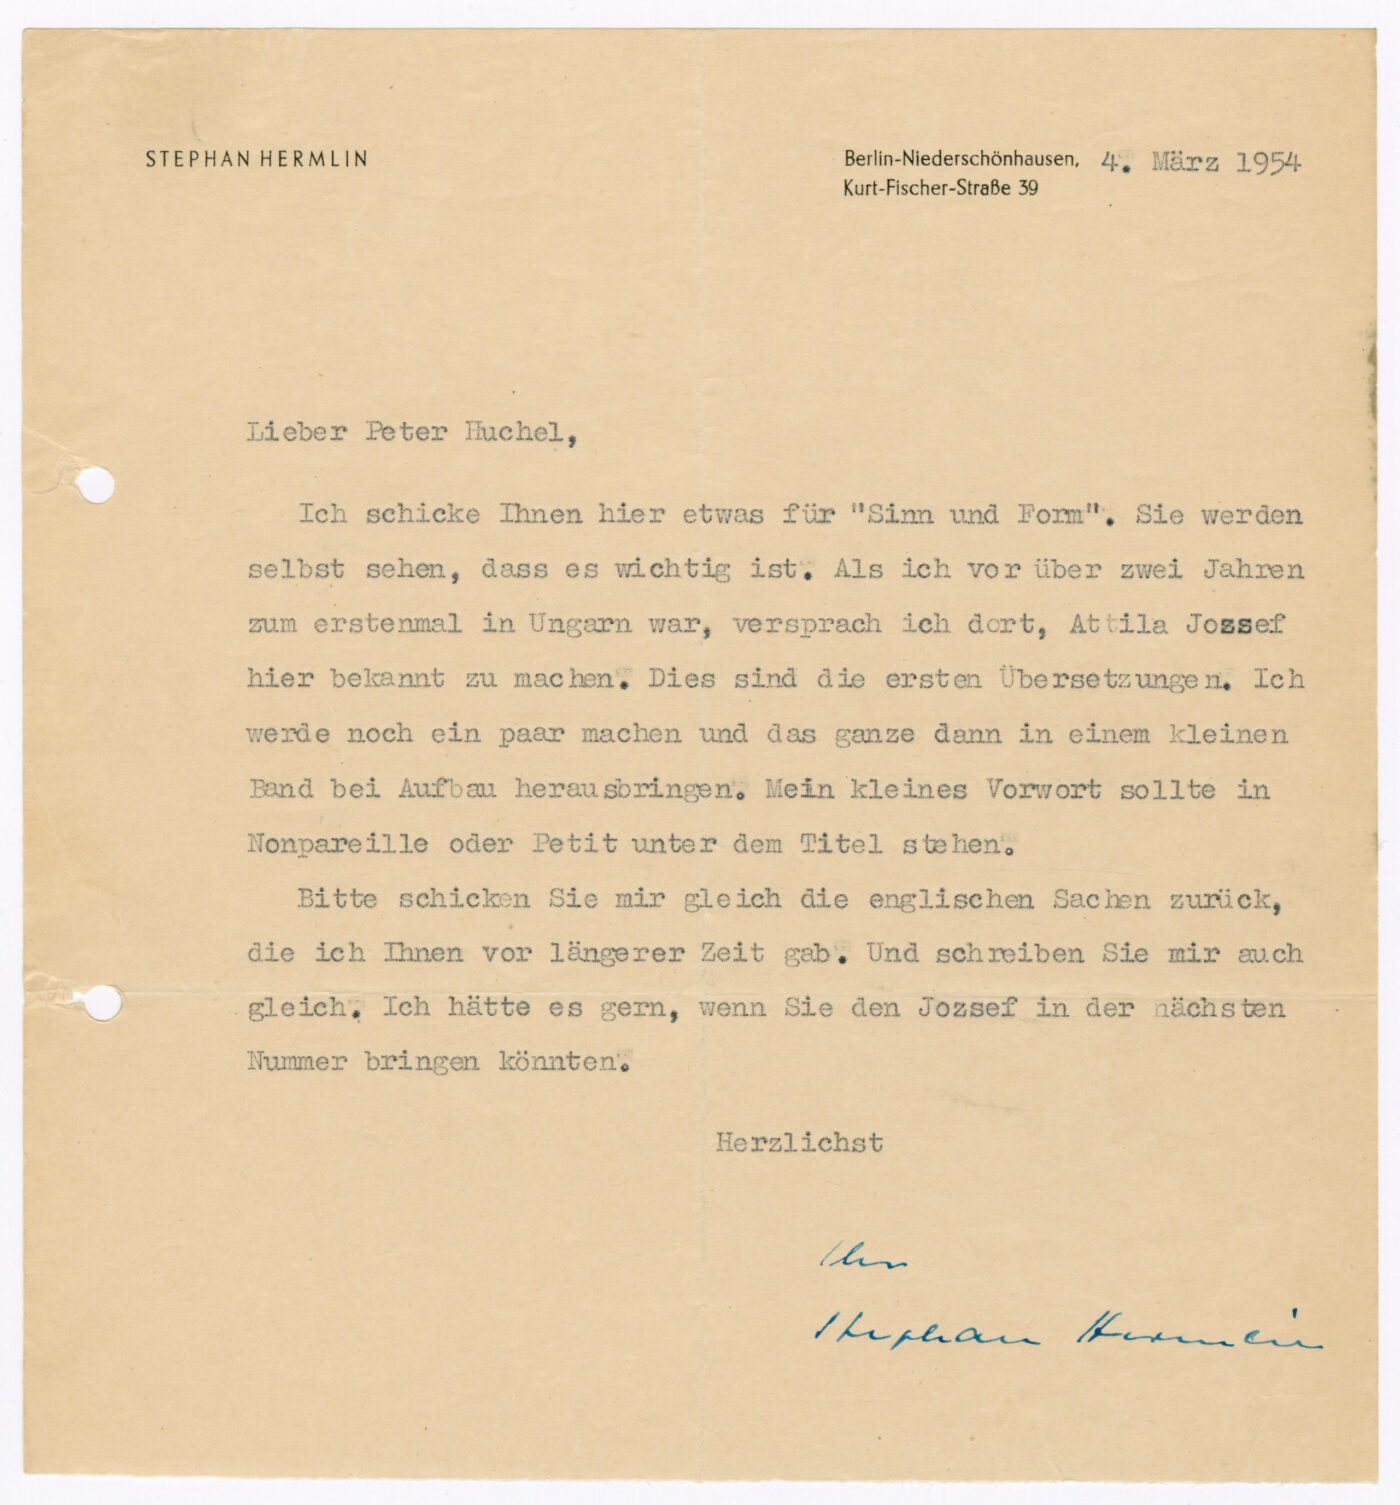 STEPHAN HERMLIN
Berlin-Niederschönhausen, 4. März 1954
Kurt-Fischer-Straße 39
Lieber Peter Huchel,
Ich schicke Ihnen hier etwas für "Sinn und Form". Sie werden
selbst sehen, dass es wichtig ist. Als ich vor über zwei Jahren
zum erstenmal in Ungarn war, versprach ich dort, Attila Jozsef
hier bekannt zu machen. Dies sind die ersten Übersetzungen. Ich
werde noch ein paar machen und das ganze dann in einem kleinen
Band bei Aufbau herausbringen. Mein kleines Vorwort sollte in
Nonpareille oder Petit unter dem Titel stehen.
Bitte schicken Sie mir gleich die englischen Sachen zurück,
die ich Ihnen vor längerer Zeit gab. Und schreiben Sie mir auch
gleich. Ich hätte es gern, wenn Sie den Jozsef in der nächsten
Nummer bringen könnten.
Herzlichst
Ihr
Stephan Hermlin